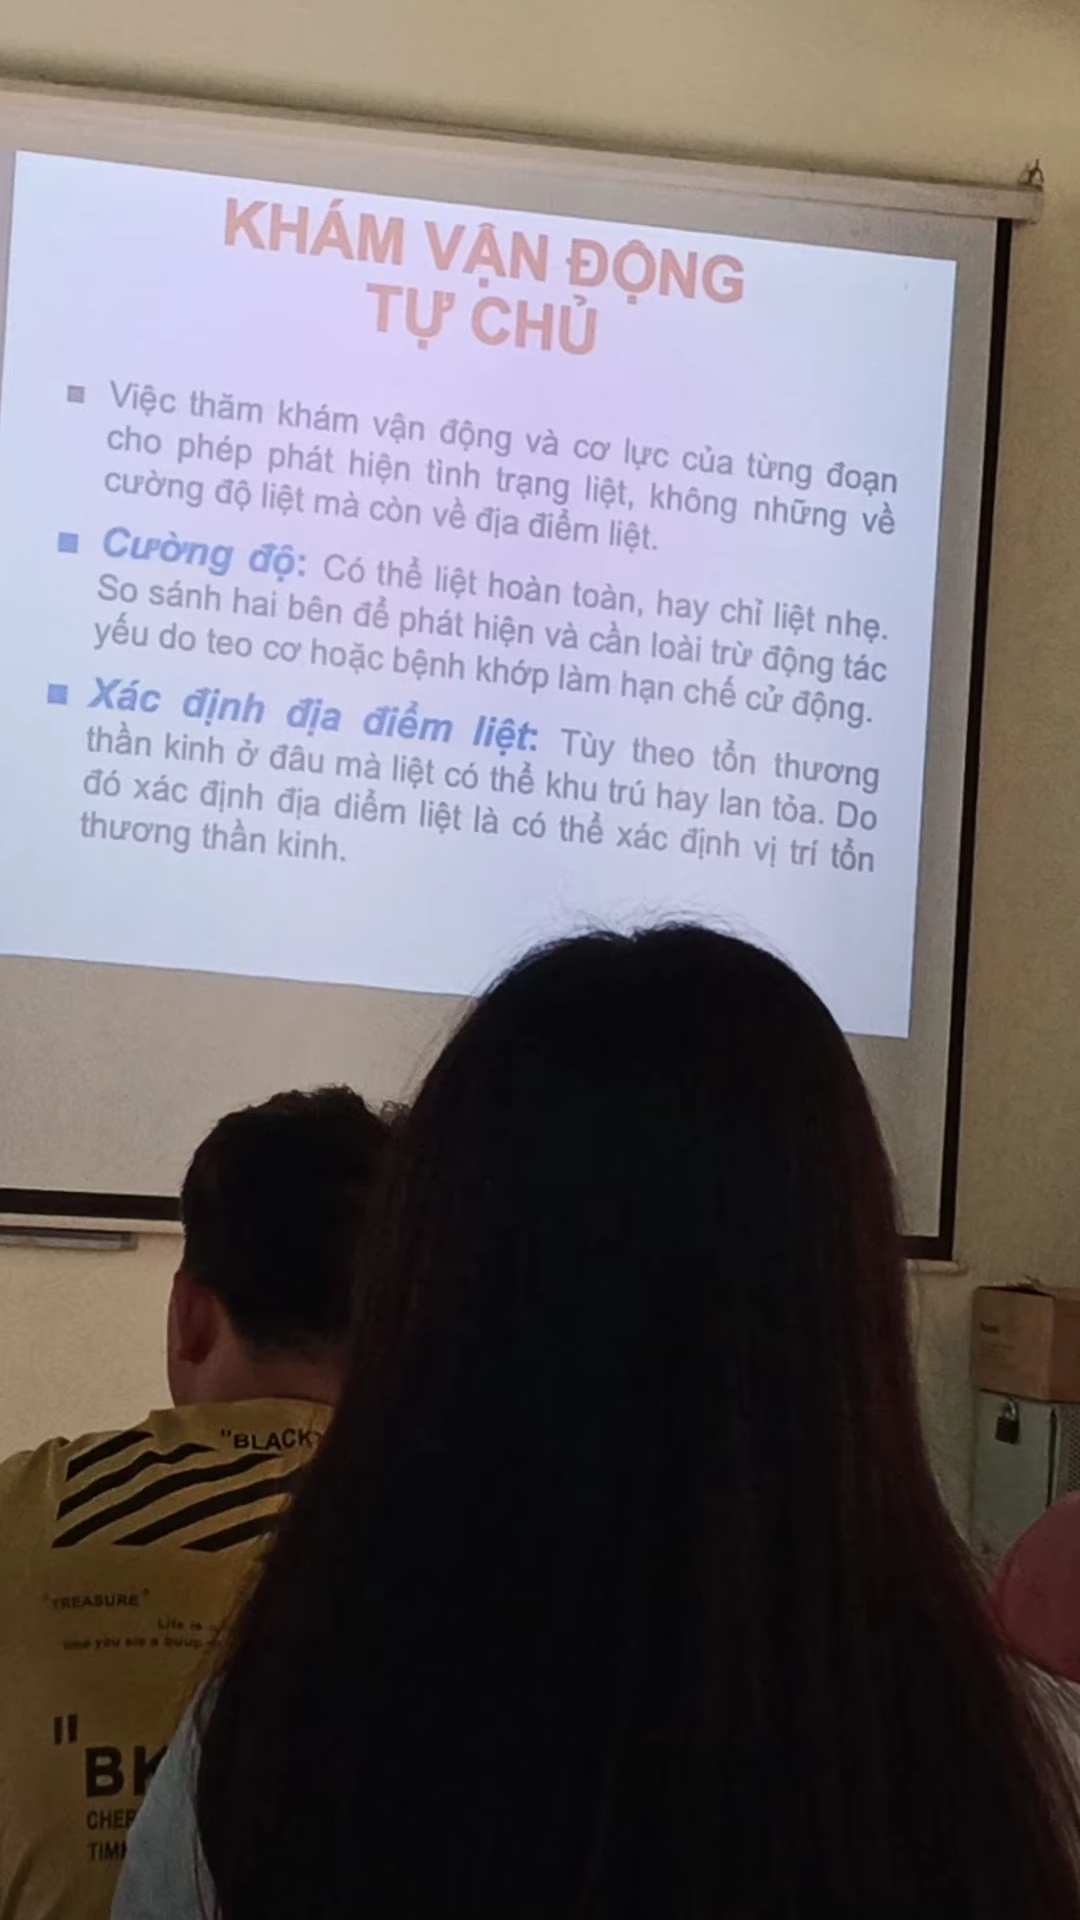 KHÁM VẬN ĐỘNG
TỰ CHỦ
Việc thăm khám vận động và cơ lực của từng đoạn
cho phép phát hiện tình trạng liệt, không những về
cường độ liệt mà còn về địa điểm liệt.
Cường độ: Có thể liệt hoàn toàn, hay chỉ liệt nhẹ.
So sánh hai bên để phát hiện và cần loài trừ động tác
yếu do teo cơ hoặc bệnh khớp làm hạn chế cử động.
Xác định địa điểm liệt: Tùy theo tổn thương
thần kinh ở đâu mà liệt có thể khu trú hay lan tỏa. Do
đó xác định địa diểm liệt là có thể xác định vị trí tổn
thương thần kinh.
"BLACK
"TREASURE"
Life is
you
"
BK
CHER